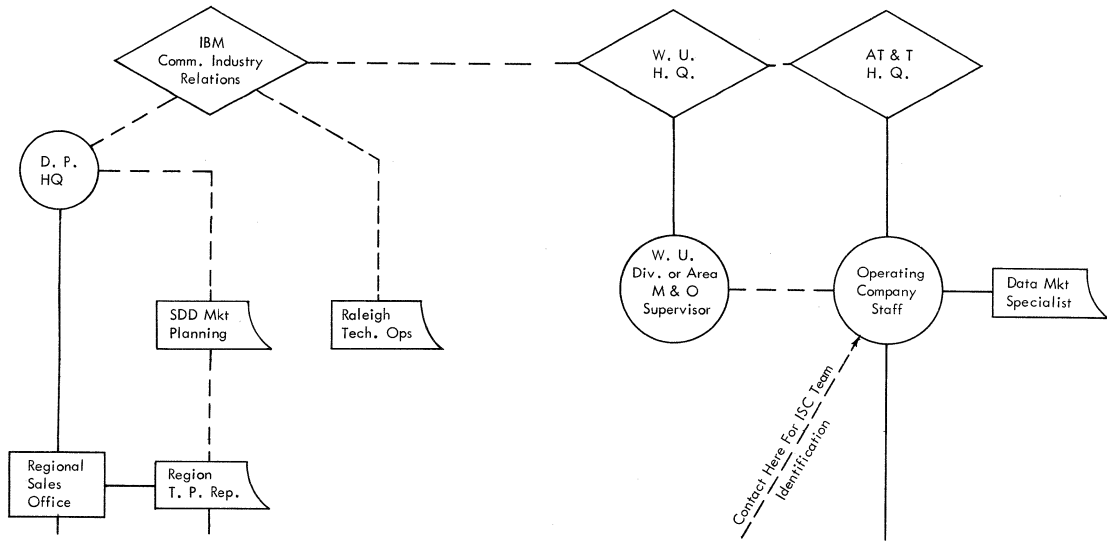 IBM
Comm. Industry
Relations
W. U.
H. Q.
AT & T
H. Q.
D. P.
HQ
SDD Mkt
Planning
Raleigh
Tech. Ops
W. U.
Div. or Area
M & O
Supervisor
Operating
Company
Staff
Data Mkt
Specialist
Contact Here For ISC Team
Identification
Regional
Sales
Office
Region
T. P. Rep.